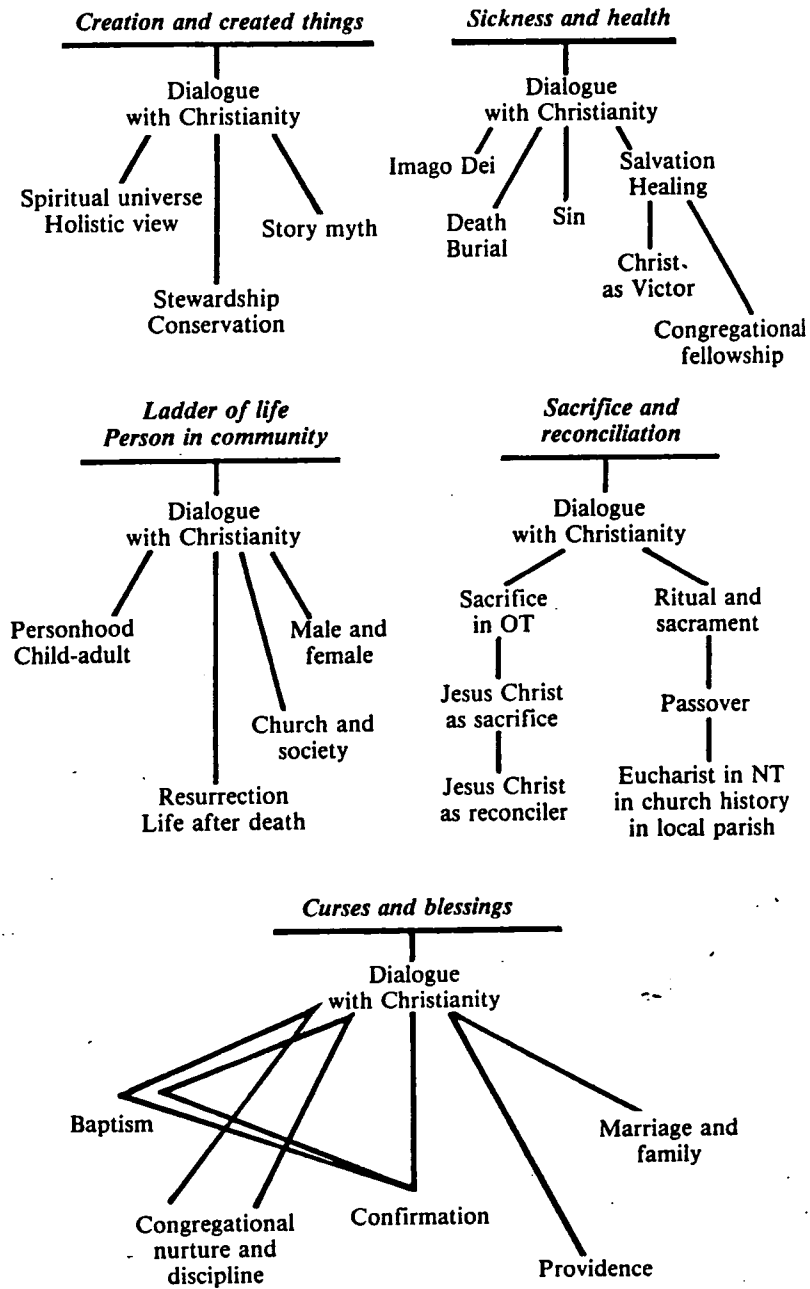 Creation and created things
Dialogue
with Christianity
Spiritual universe
Holistic view
Story myth
Stewardship
Conservation
Sickness and health
Dialogue
with Christianity
Imago Dei
Death
Burial
Sin
Salvation
Healing
Christ
as Victor
Congregational
fellowship
Ladder of life
Person in community
Dialogue
with Christianity
Personhood
Child-adult
Male and
female
Church and
society
Resurrection
Life after death
Sacrifice and
reconciliation
Dialogue
with Christianity
Sacrifice
in OT
Jesus Christ
as sacrifice
Jesus Christ
as reconciler
Ritual and
sacrament
Passover
Eucharist in NT
in church history
in local parish
Curses and blessings
Dialogue
with Christianity
Baptism
Congregational
nurture and
discipline
Confirmation
Marriage and
family
Providence